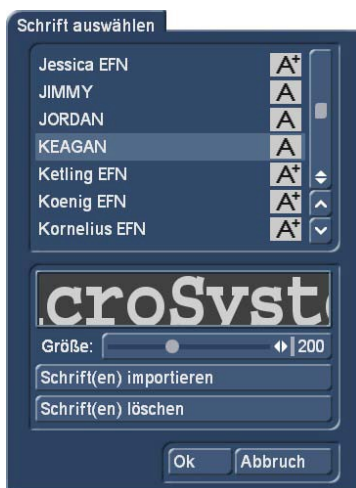 Schrift auswählen
Jessica EFN A+
JIMMY A
JORDAN A
KEAGAN A
Ketling EFN A+
Koenig EFN A+
Kornelius EFN A+
.croSyst
Größe: 200
Schrift(en) importieren
Schrift(en) löschen
Ok Abbruch